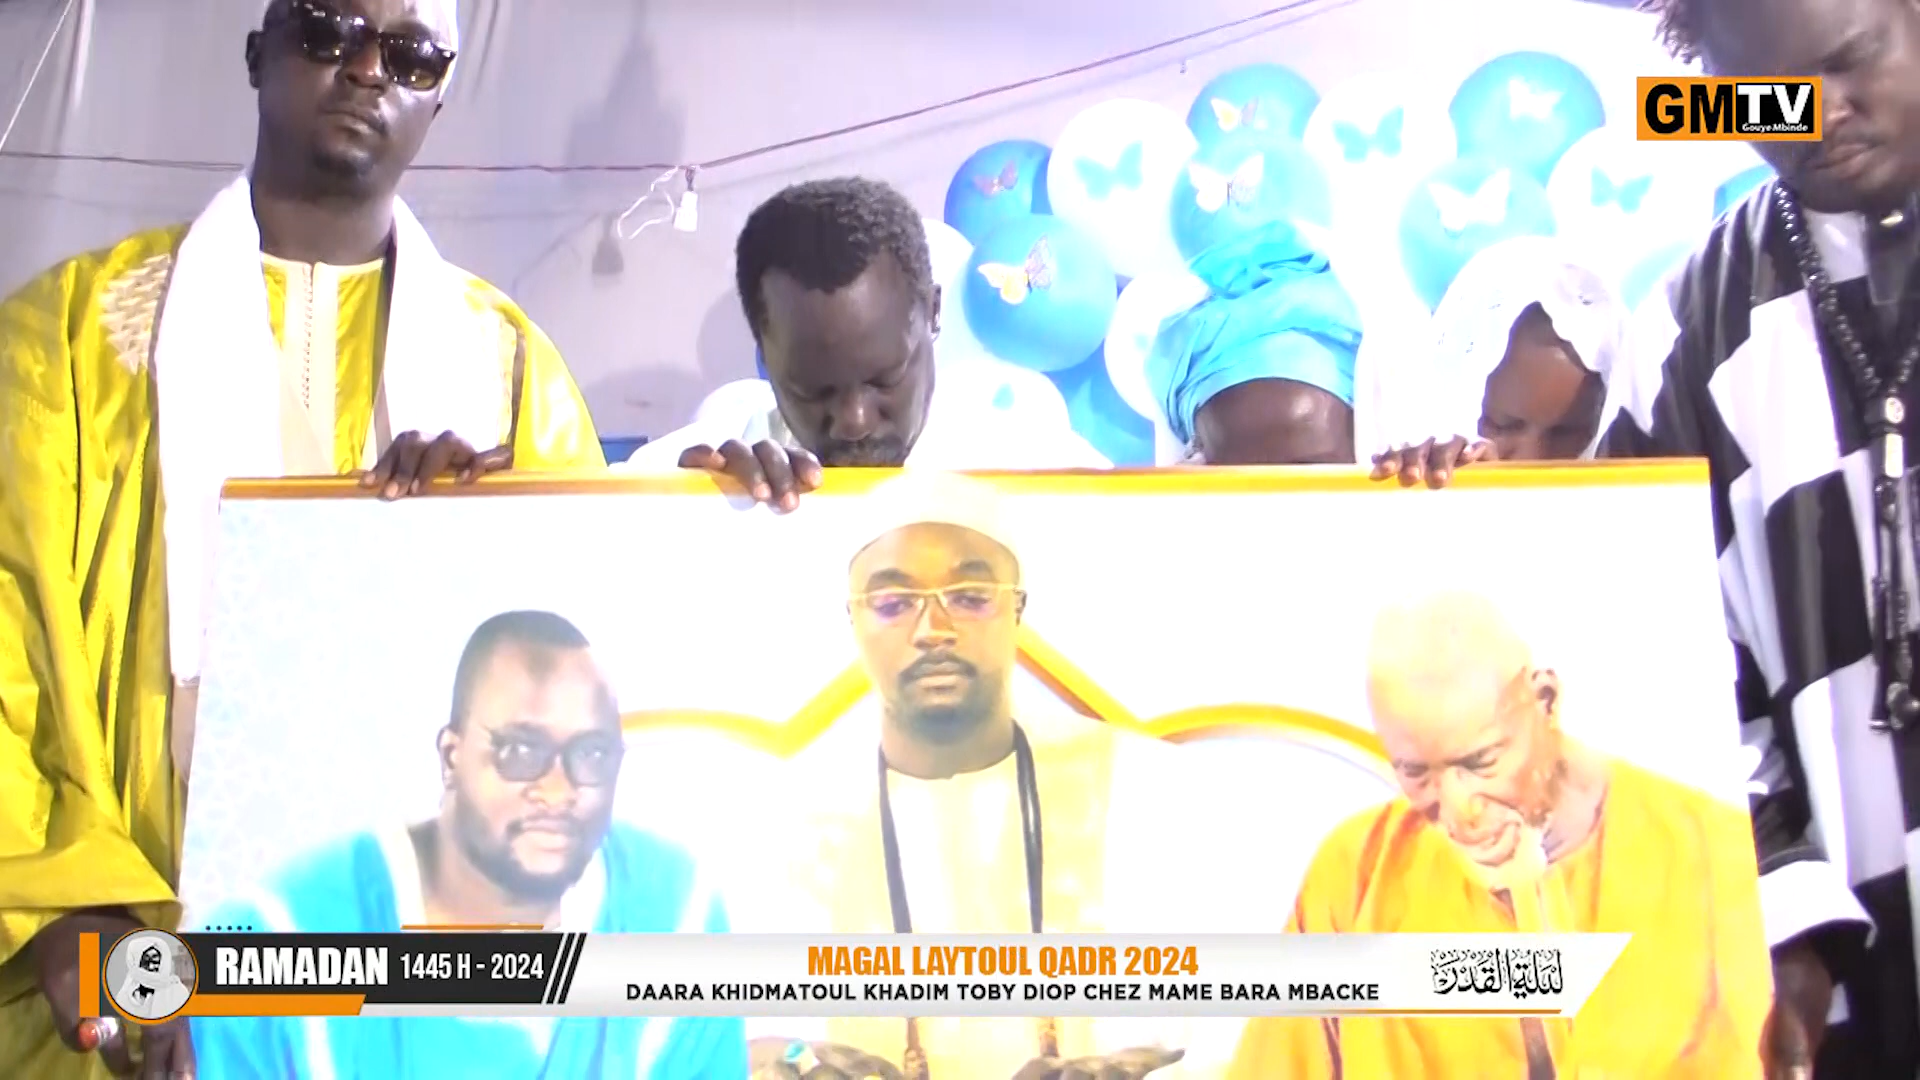 GMTV
Gouye Mbinde
RAMADAN 1445 H - 2024
MAGAL LAYTOUL QADR 2024
DAARA KHIDMATOUL KHADIM TOBY DIOP CHEZ MAME BARA MBACKE
ليلة القدر